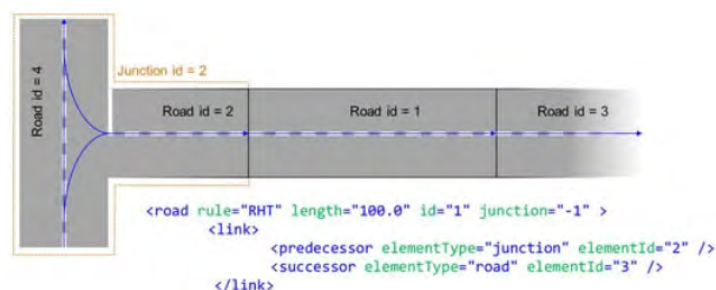 Junction id = 2
Road id = 4
Road id = 2
Road id = 1
Road id = 3
<road rule="RHT" length="100.0" id="1" junction="-1" >
<link>
<predecessor elementType="junction" elementId="2" />
<successor elementType="road" elementId="3" />
</link>